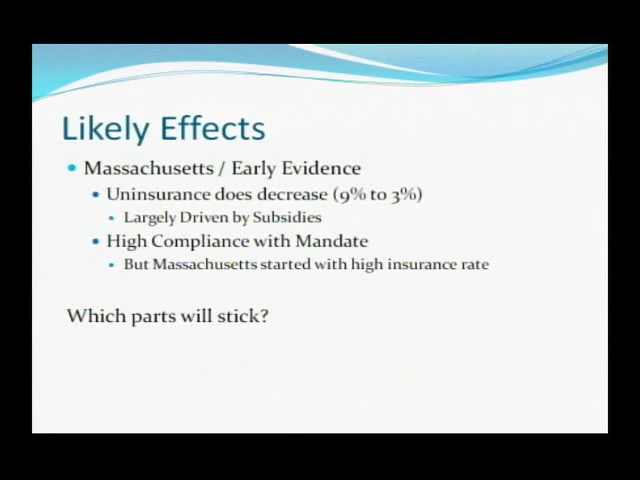 Likely Effects
Massachusetts / Early Evidence
Uninsurance does decrease (9% to 3%)
Largely Driven by Subsidies
High Compliance with Mandate
But Massachusetts started with high insurance rate
Which parts will stick?